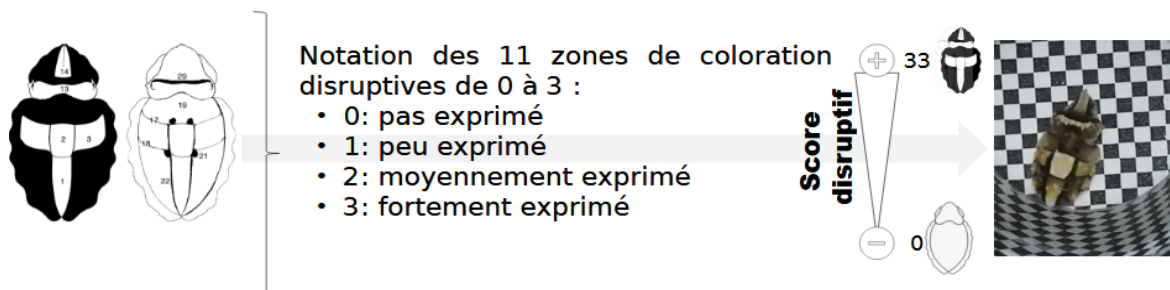 14
13
2
3
1
29
19
17
18
21
22
Notation des 11 zones de coloration
disruptives de 0 à 3 :
• 0: pas exprimé
• 1: peu exprimé
• 2: moyennement exprimé
• 3: fortement exprimé
Score
disruptif
+
33
−
0